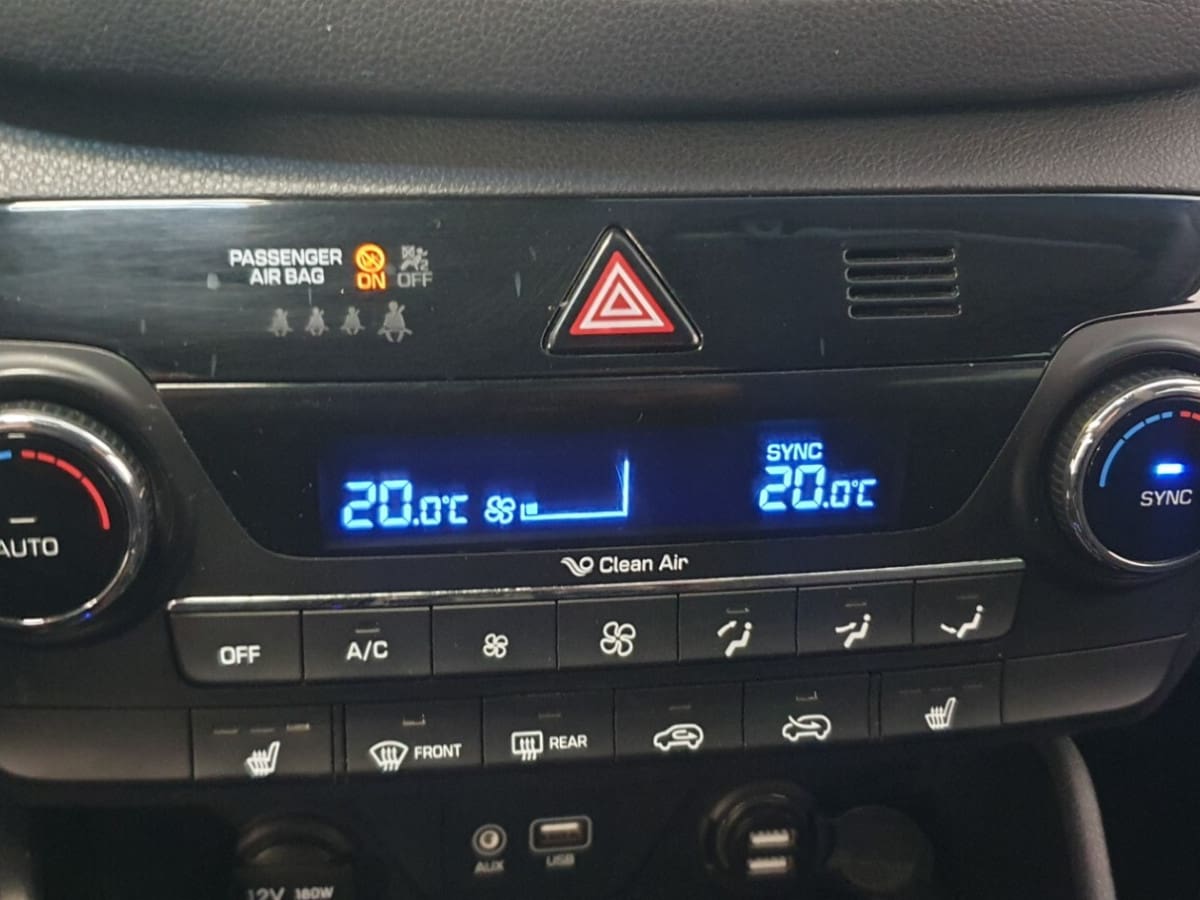 PASSENGER
AIR BAG
ON OFF
SYNC
20.0°C 20.0°C
AUTO
SYNC
Clean Air
OFF A/C
FRONT REAR
AUX USB
12V 180W